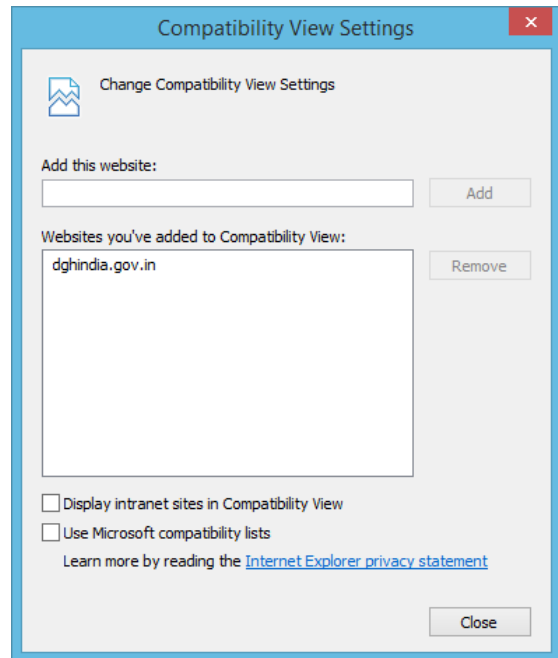 Compatibility View Settings
Change Compatibility View Settings
Add this website:
Add
Websites you've added to Compatibility View:
dghindia.gov.in
Remove
Display intranet sites in Compatibility View
Use Microsoft compatibility lists
Learn more by reading the Internet Explorer privacy statement
Close